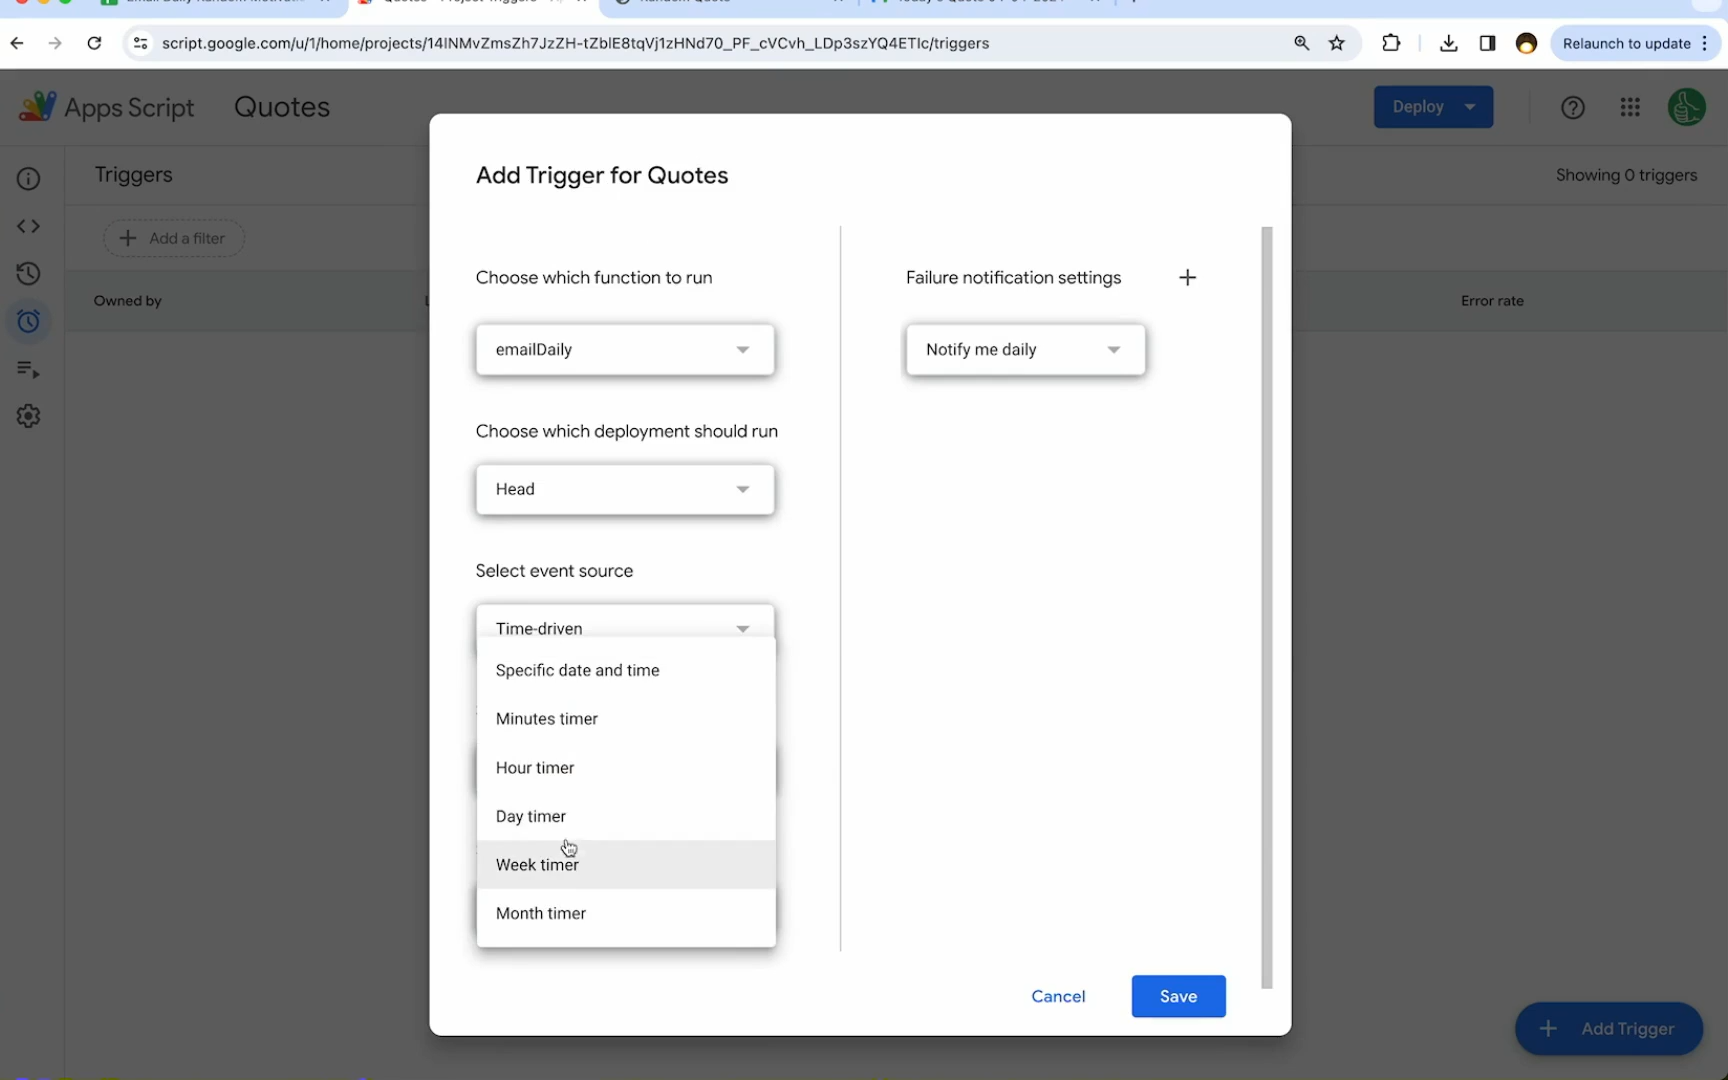 script.google.com/u/1/home/projects/14INMvZmsZh7JzZH-tZblE8tqVj1zHNd70_PF_cVCvh_LDp3szYQ4ETlc/triggers
Relaunch to update
Apps Script
Quotes
Deploy
Triggers
Showing 0 triggers
Add a filter
Owned by
Error rate
Add Trigger for Quotes
Choose which function to run
emailDaily
Choose which deployment should run
Head
Select event source
Time-driven
Specific date and time
Minutes timer
Hour timer
Day timer
Week timer
Month timer
Failure notification settings
Notify me daily
Cancel
Save
Add Trigger